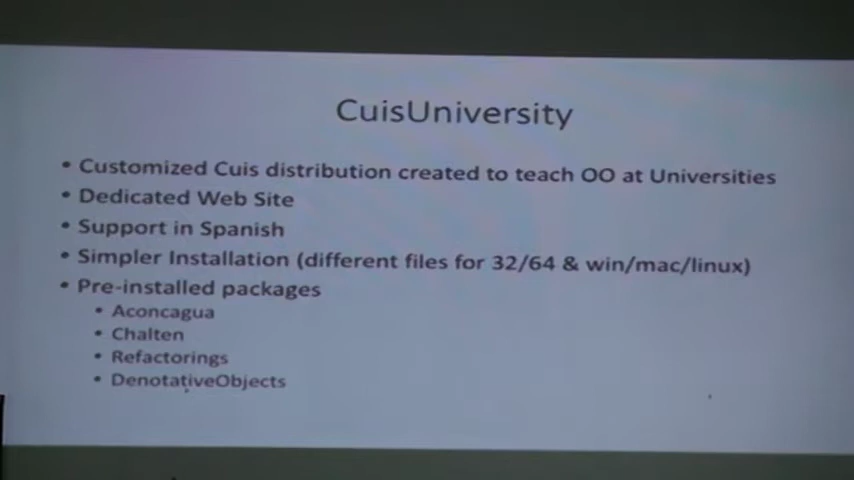 CuisUniversity
• Customized Cuis distribution created to teach OO at Universities
• Dedicated Web Site
• Support in Spanish
• Simpler Installation (different files for 32/64 & win/mac/linux)
• Pre-installed packages
• Aconcagua
• Chalten
• Refactorings
• DenotativeObjects